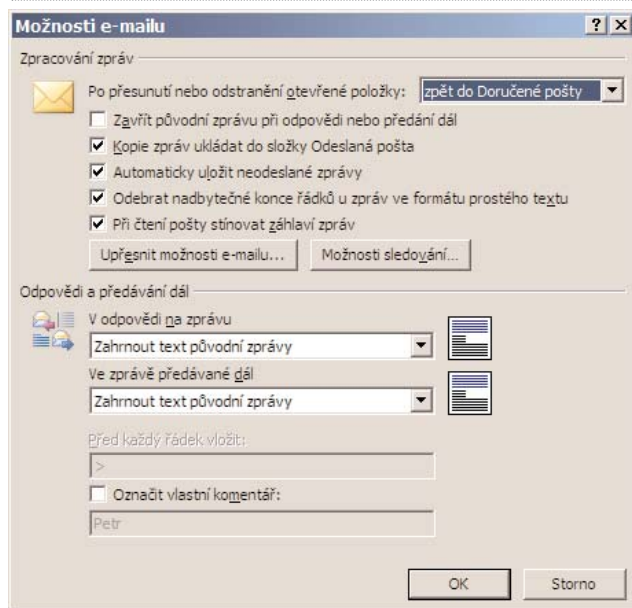 Možnosti e-mailu
Zpracování zpráv
Po přesunutí nebo odstranění otevřené položky: zpět do Doručené pošty
Zavřít původní zprávu při odpovědi nebo předání dál
Kopie zpráv ukládat do složky Odeslaná pošta
Automaticky uložit neodeslané zprávy
Odebrat nadbytečné konce řádků u zpráv ve formátu prostého textu
Při čtení pošty stínovat záhlaví zpráv
Upřesnit možnosti e-mailu... Možnosti sledování...
Odpovědi a předávání dál
V odpovědi na zprávu
Zahrnout text původní zprávy
Ve zprávě předávané dál
Zahrnout text původní zprávy
Před každý řádek vložit:
>
Označit vlastní komentář:
Petr
OK Storno